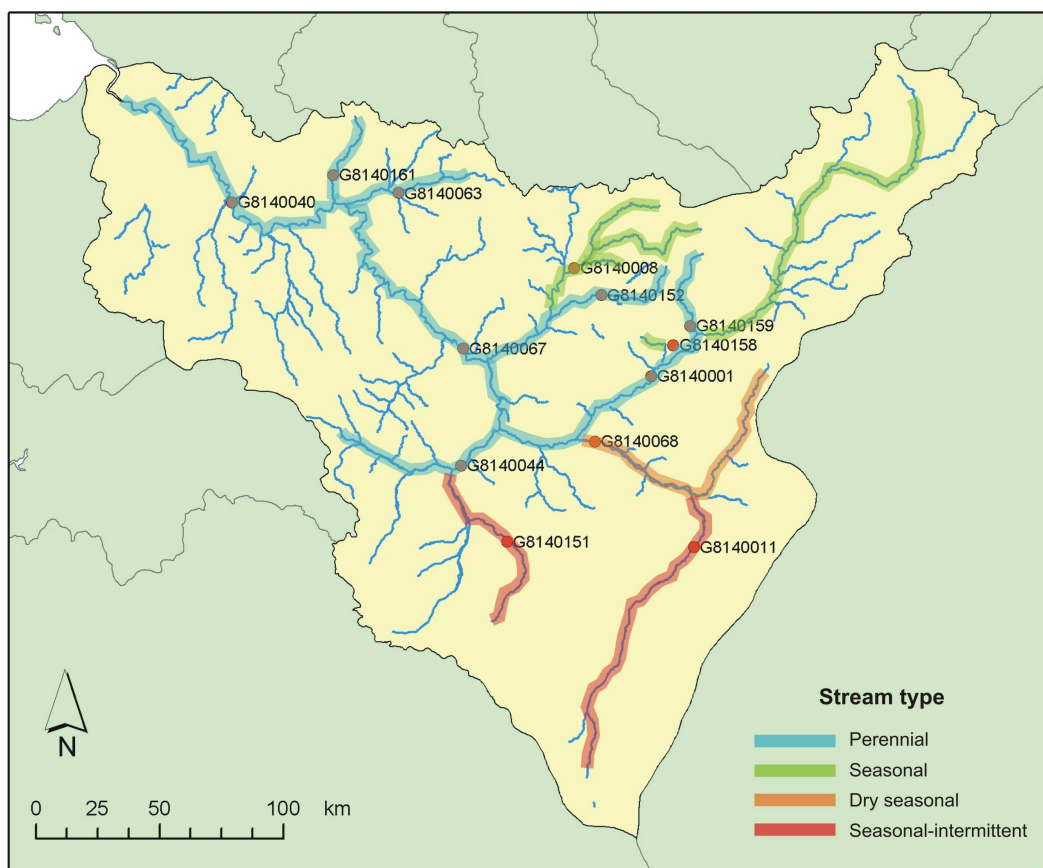 G8140161
G8140063
G8140040
G8140008
G8140152
G8140159
G8140158
G8140067
G8140001
G8140068
G8140044
G8140151
G8140011
N
0 25 50 100 km
Stream type
Perennial
Seasonal
Dry seasonal
Seasonal-intermittent